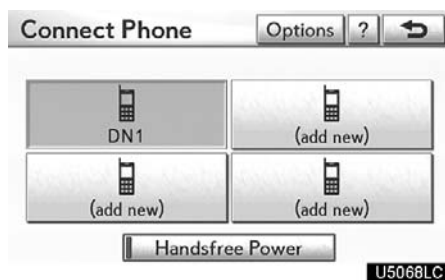 Connect Phone Options ?
DN1 (add new)
(add new) (add new)
Handsfree Power
U5068LC